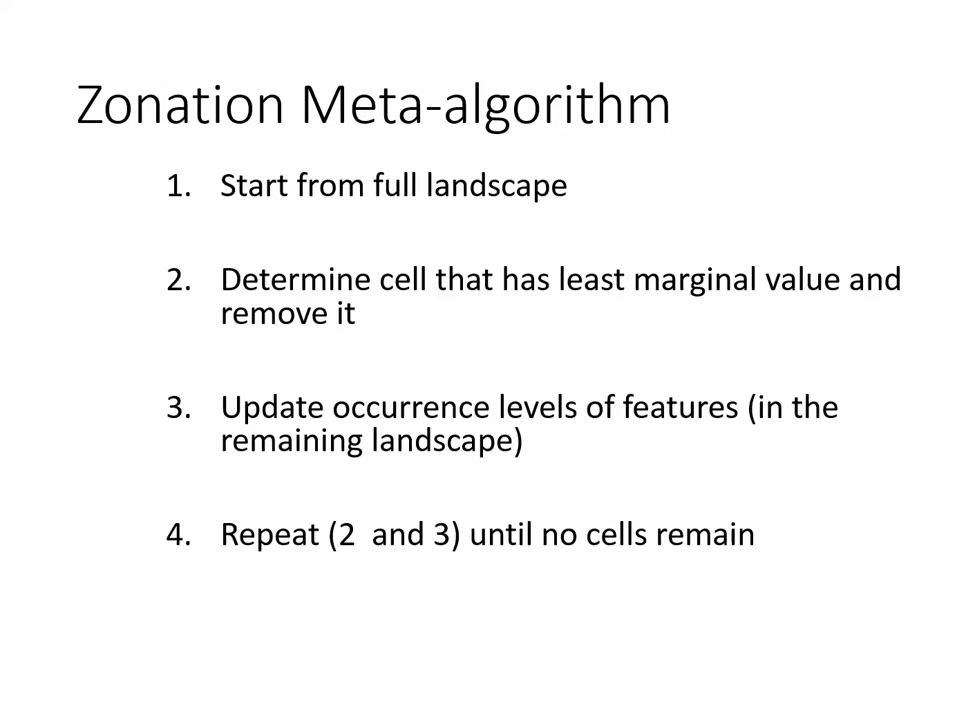 Zonation Meta-algorithm
1. Start from full landscape
2. Determine cell that has least marginal value and
remove it
3. Update occurrence levels of features (in the
remaining landscape)
4. Repeat (2  and 3) until no cells remain